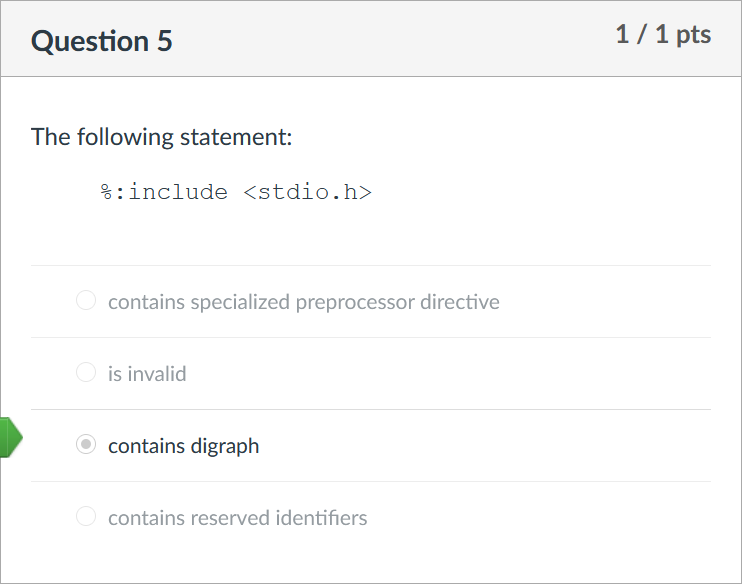 Question 5
1 / 1 pts
The following statement:
%:include <stdio.h>
contains specialized preprocessor directive
is invalid
contains digraph
contains reserved identifiers